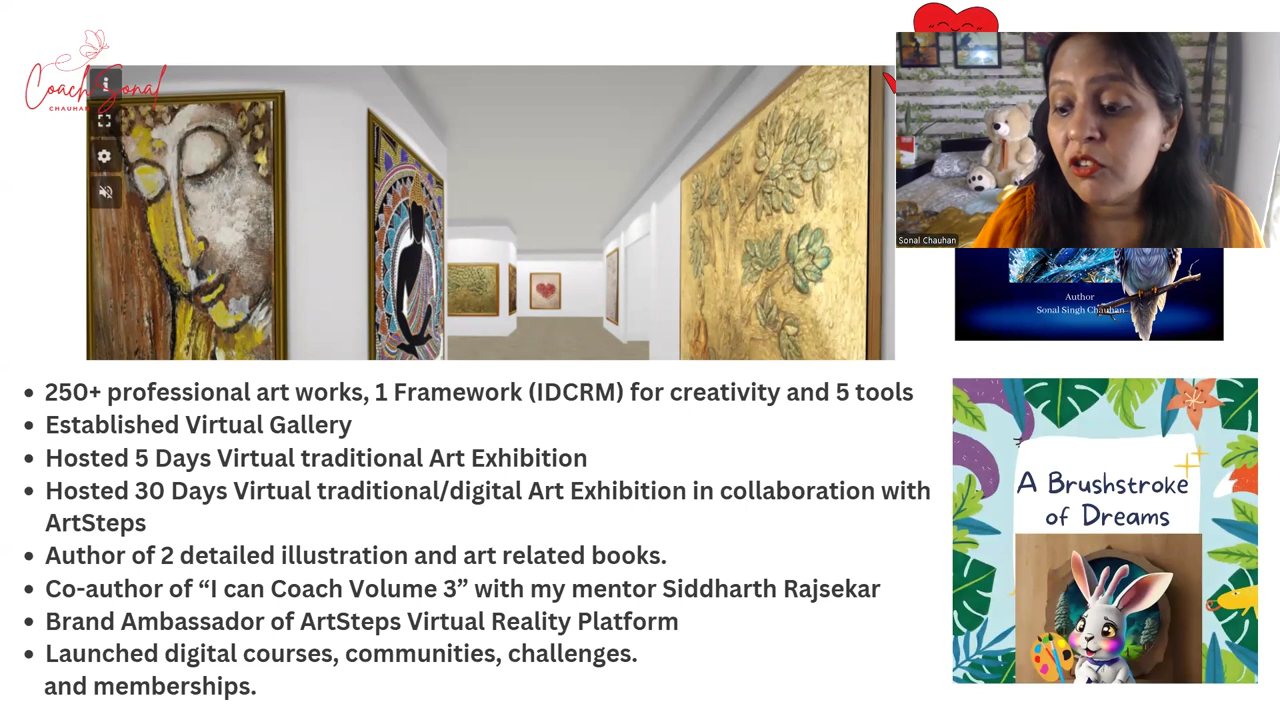 Coach Sonal
CHAUHAN
Sonal Chauhan
Author
Sonal Singh Chauhan
• 250+ professional art works, 1 Framework (IDCRM) for creativity and 5 tools
• Established Virtual Gallery
• Hosted 5 Days Virtual traditional Art Exhibition
• Hosted 30 Days Virtual traditional/digital Art Exhibition in collaboration with
ArtSteps
• Author of 2 detailed illustration and art related books.
• Co-author of “I can Coach Volume 3” with my mentor Siddharth Rajsekar
• Brand Ambassador of ArtSteps Virtual Reality Platform
• Launched digital courses, communities, challenges.
and memberships.
A Brushstroke
of Dreams